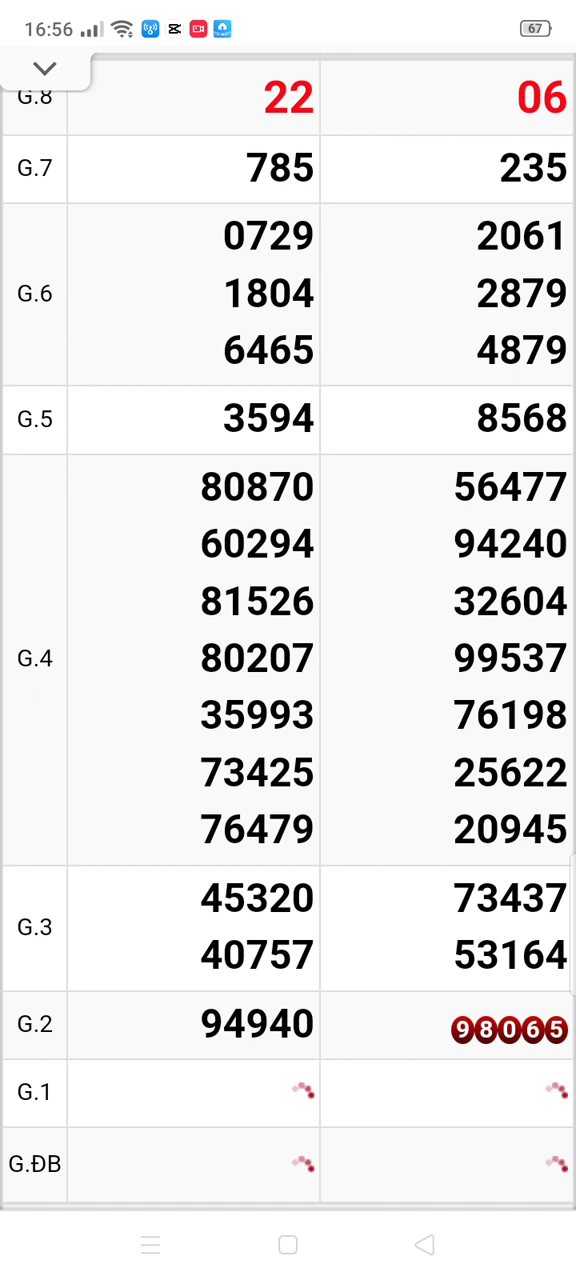 16:56 67
G.8 22 06
G.7 785 235
0729 2061
G.6 1804 2879
6465 4879
G.5 3594 8568
80870 56477
60294 94240
81526 32604
G.4 80207 99537
35993 76198
73425 25622
76479 20945
45320 73437
G.3
40757 53164
G.2 94940 98065
G.1
G.ĐB